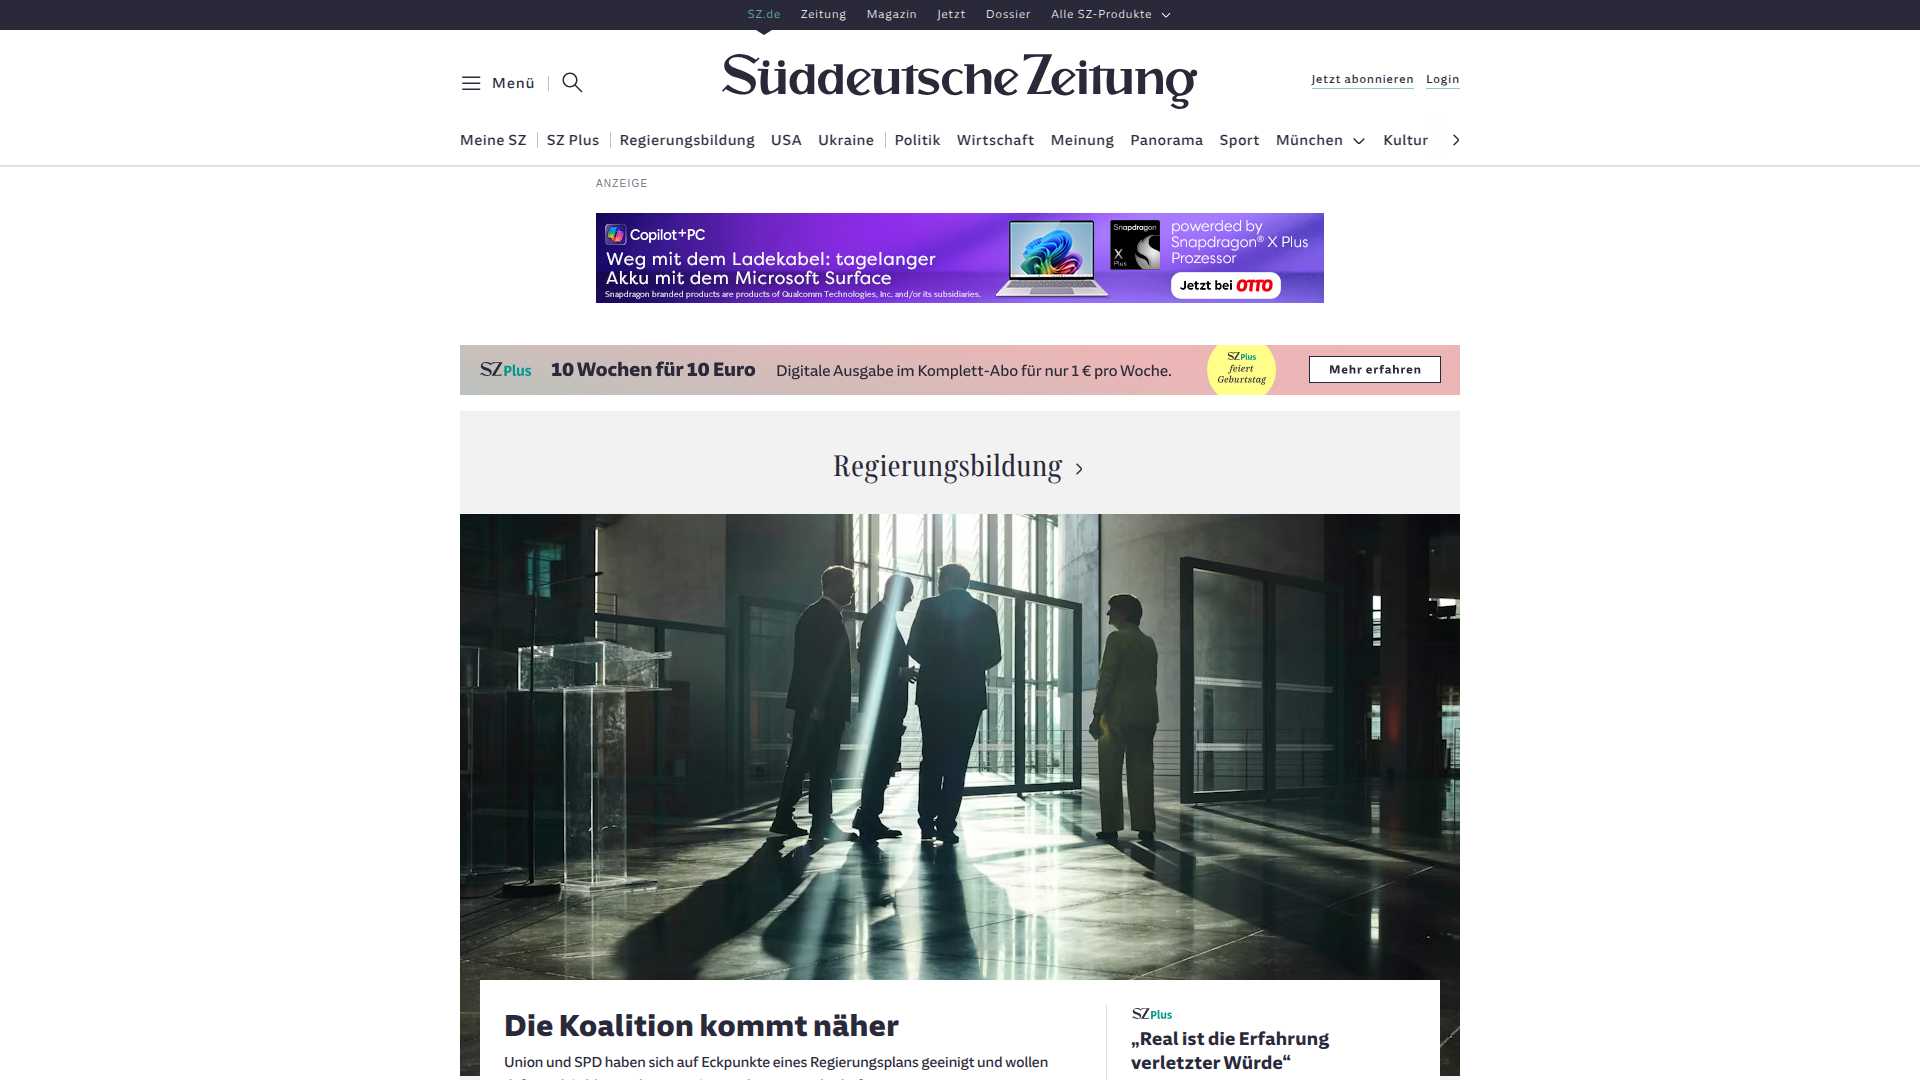 SZ.de Zeitung Magazin Jetzt Dossier Alle SZ-Produkte
Menü
Süddeutsche Zeitung
Jetzt abonnieren Login
Meine SZ SZ Plus Regierungsbildung USA Ukraine Politik Wirtschaft Meinung Panorama Sport München Kultur
ANZEIGE
Copilot+PC
Weg mit dem Ladekabel: tagelanger
Akku mit dem Microsoft Surface
Snapdragon branded products are products of Qualcomm Technologies, Inc. and/or its subsidiaries.
Snapdragon
X
Plus
powered by
Snapdragon® X Plus
Prozessor
Jetzt bei OTTO
SZ Plus 10 Wochen für 10 Euro Digitale Ausgabe im Komplett-Abo für nur 1 € pro Woche.
SZ Plus
feiert
Geburtstag
Mehr erfahren
Regierungsbildung
Die Koalition kommt näher
Union und SPD haben sich auf Eckpunkte eines Regierungsplans geeinigt und wollen
SZ Plus
„Real ist die Erfahrung
verletzter Würde“